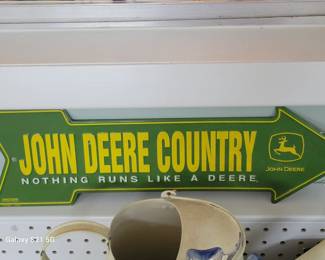 JOHN DEERE COUNTRY
NOTHING RUNS LIKE A DEERE
JOHN DEERE
Galaxy S21 5G